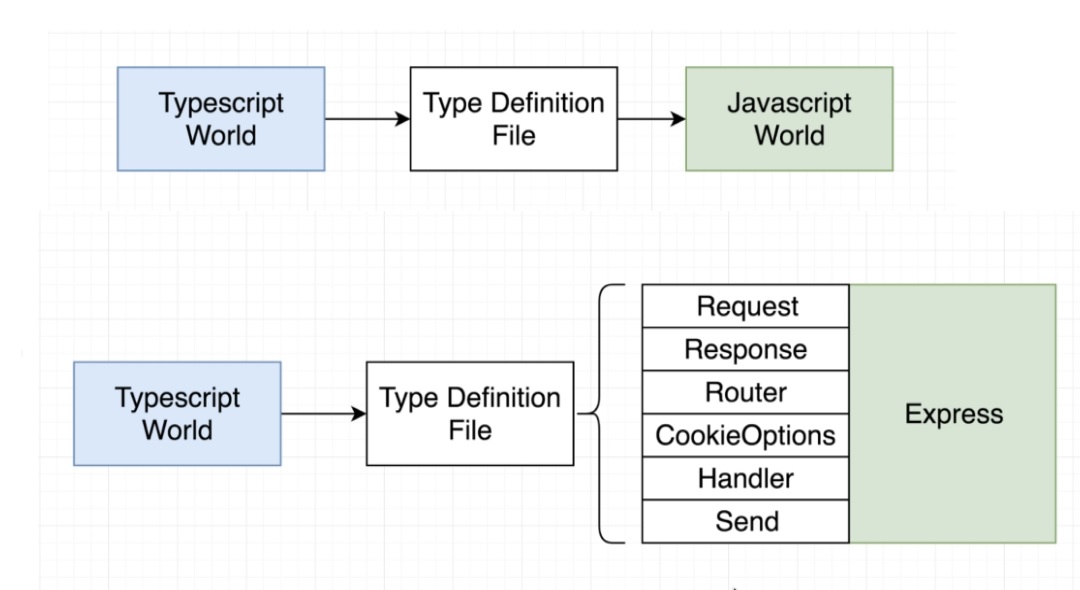 Typescript
World
Type Definition
File
Javascript
World
Typescript
World
Type Definition
File
Request
Response
Router
CookieOptions
Handler
Send
Express